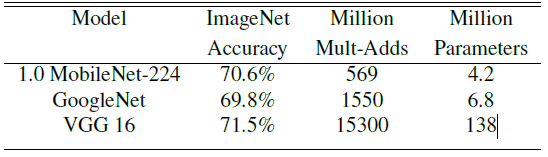 Model ImageNet Million Million
Accuracy Mult-Adds Parameters
1.0 MobileNet-224 70.6% 569 4.2
GoogleNet 69.8% 1550 6.8
VGG 16 71.5% 15300 138